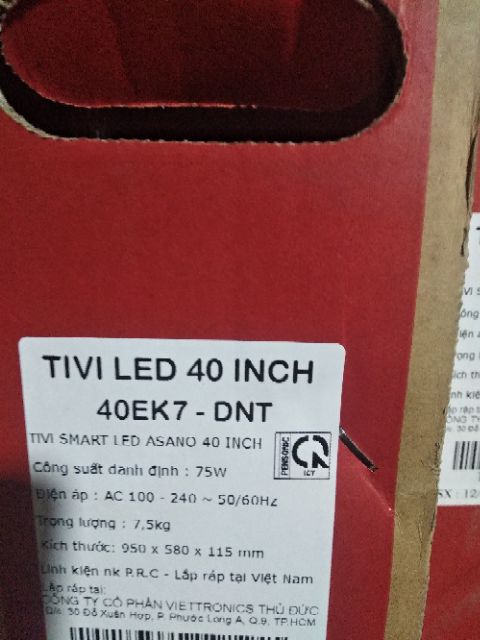 TIVI LED 40 INCH
40EK7 - DNT
TIVI SMART LED ASANO 40 INCH
PENSONIC
ICY
Công suất danh định : 75W
Điện áp : AC 100 - 240 ~ 50/60Hz
Trọng lượng : 7,5kg
Kích thước: 950 x 580 x 115 mm
Linh kiện nk P.R.C - Lắp ráp tại Việt Nam
Lắp ráp tại:
CÔNG TY CỔ PHẦN VIETTRONICS THỦ ĐỨC
Đ/c: 30 Đỗ Xuân Hợp, P. Phước Long A, Q.9, TP.HCM